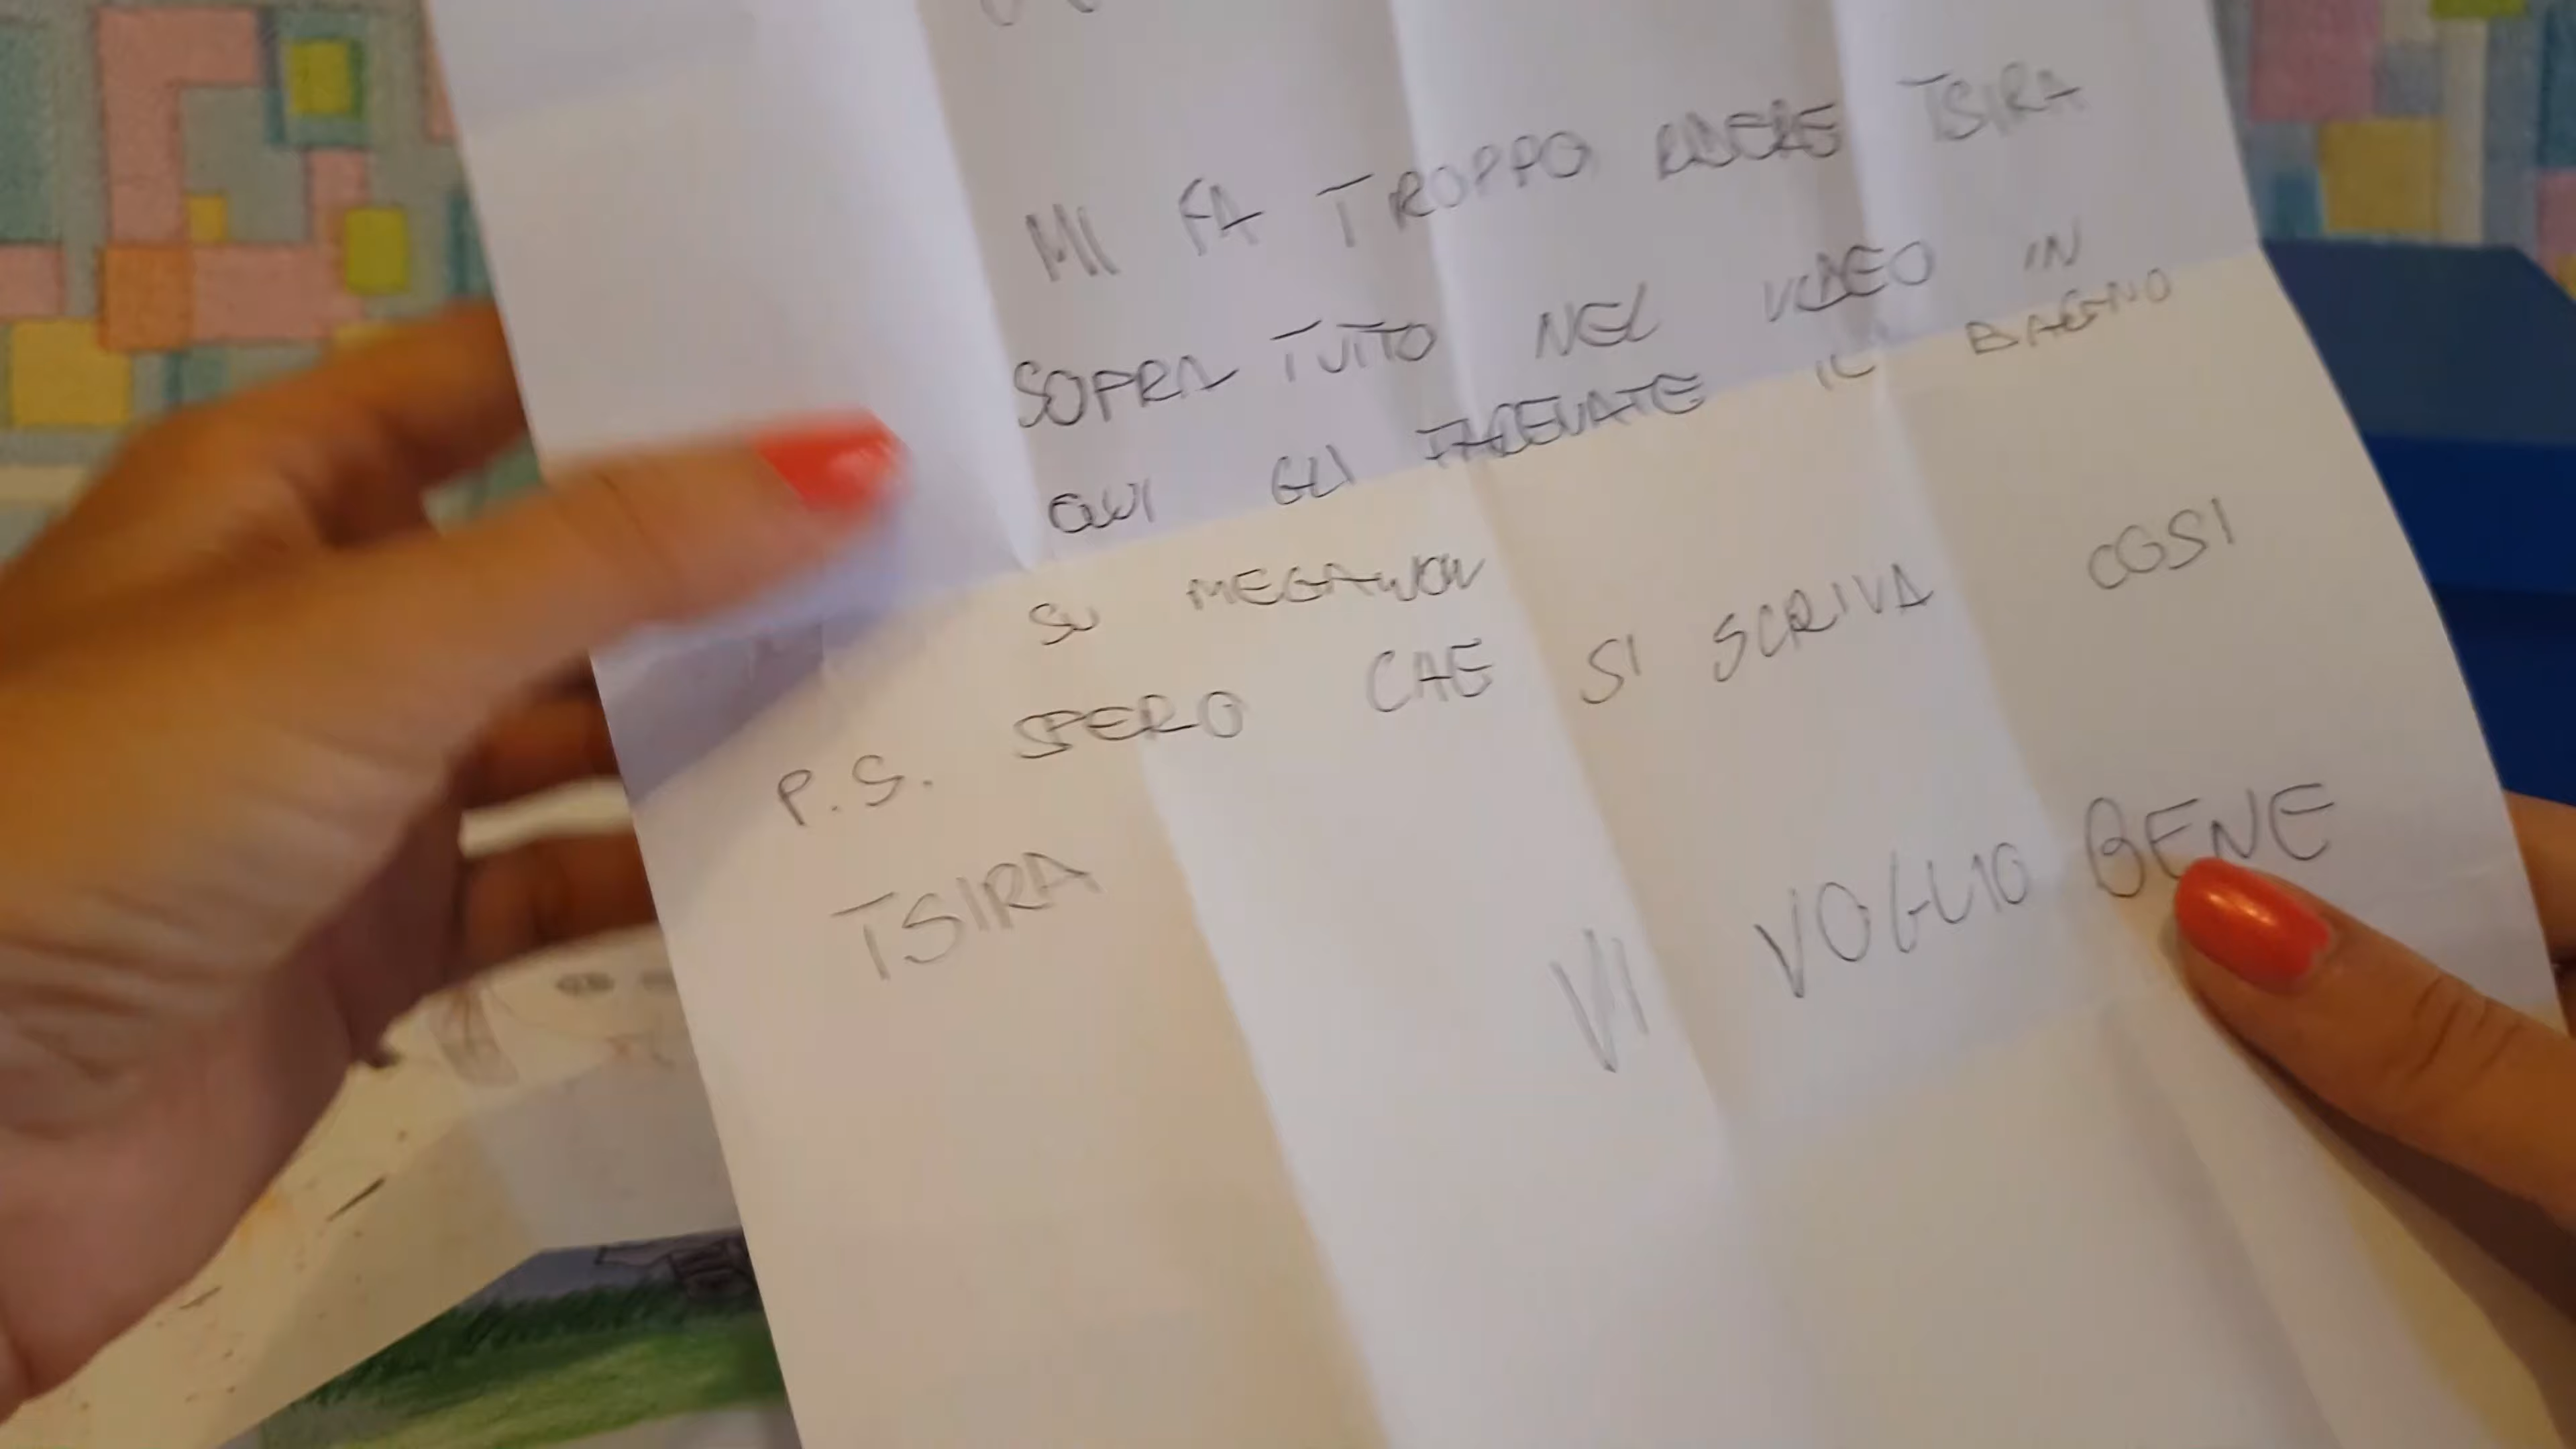 MI FA TROPPO RIDERE TSIRA
SOPRA TUTTO NEL VIDEO IN
QUI GLI FACEVATE IL BAGNO
SU MEGAWOW
P.S. SPERO CHE SI SCRIVA COSI
TSIRA
VI VOGLIO BENE